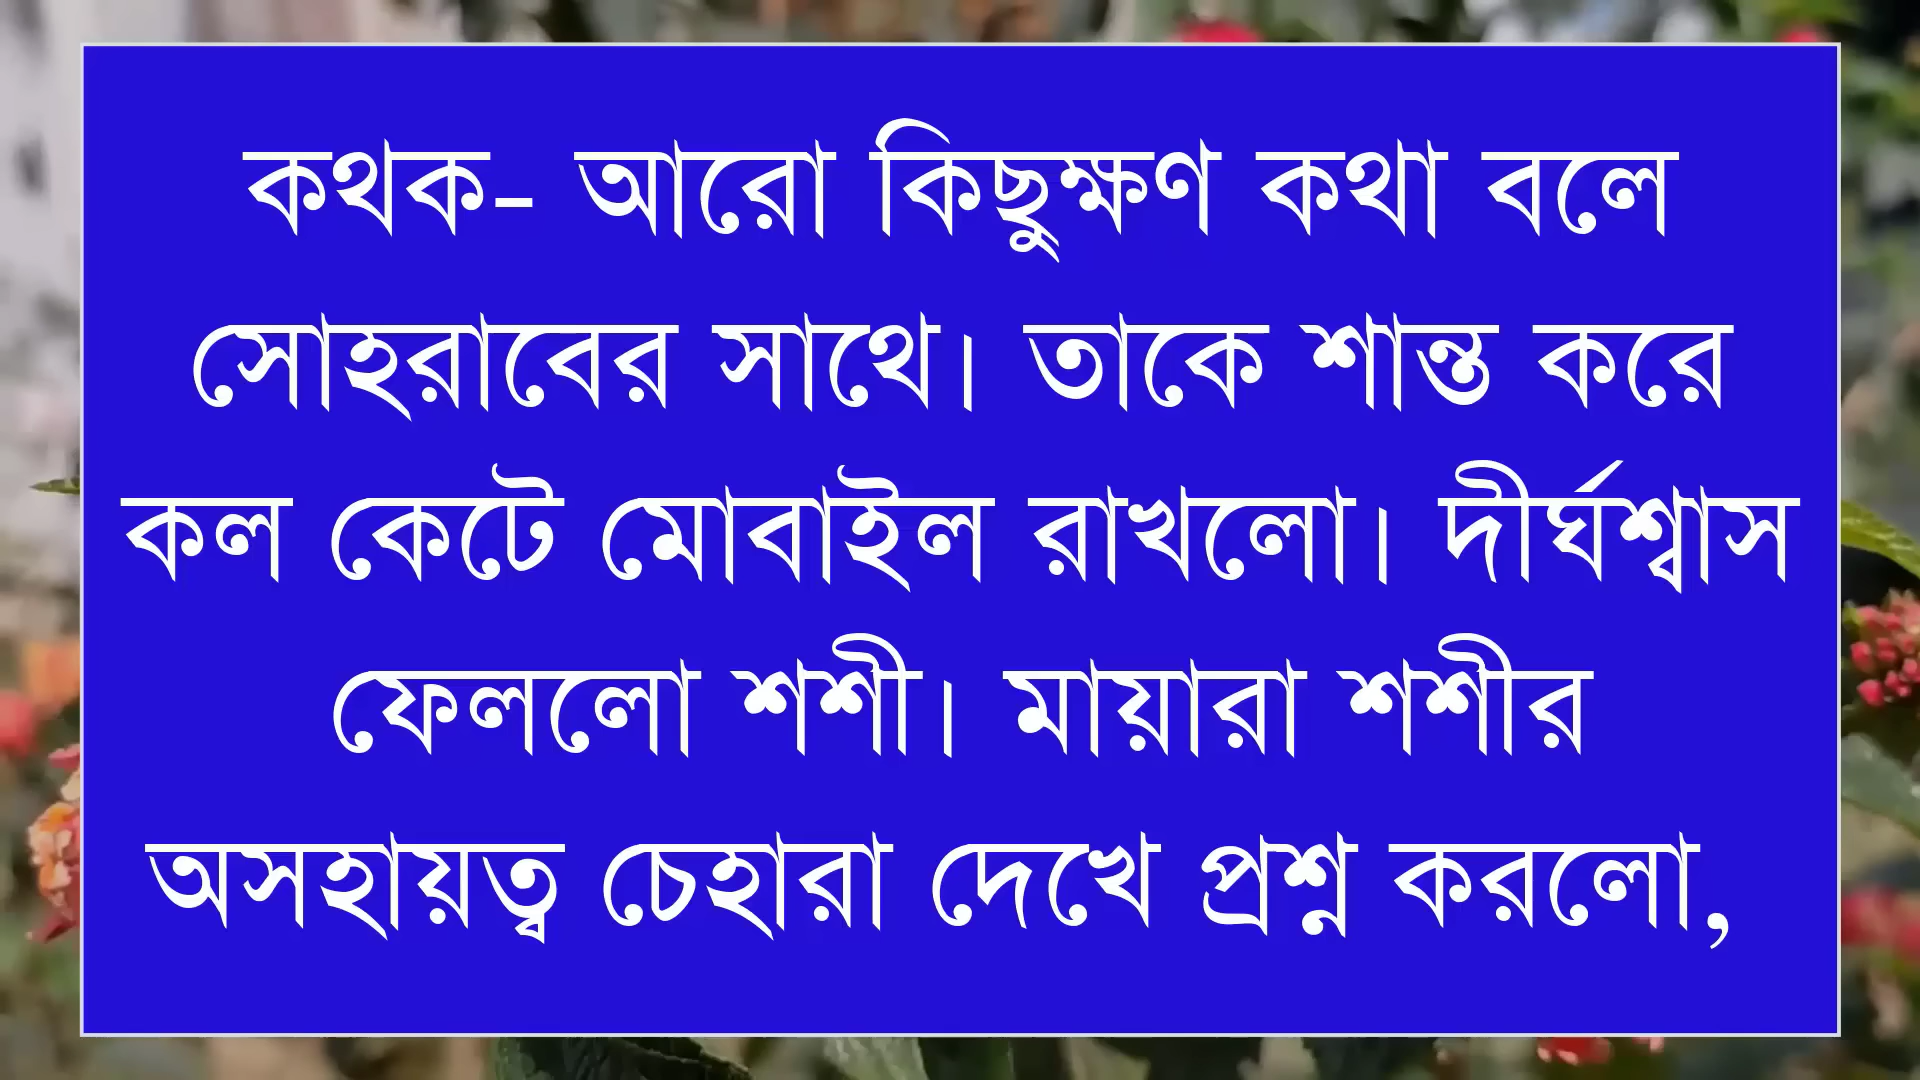 কথক- আরো কিছুক্ষণ কথা বলে
সোহরাবের সাথে। তাকে শান্ত করে
কল কেটে মোবাইল রাখলো। দীর্ঘশ্বাস
ফেললো শশী। মায়ারা শশীর
অসহায়ত্ব চেহারা দেখে প্রশ্ন করলো,